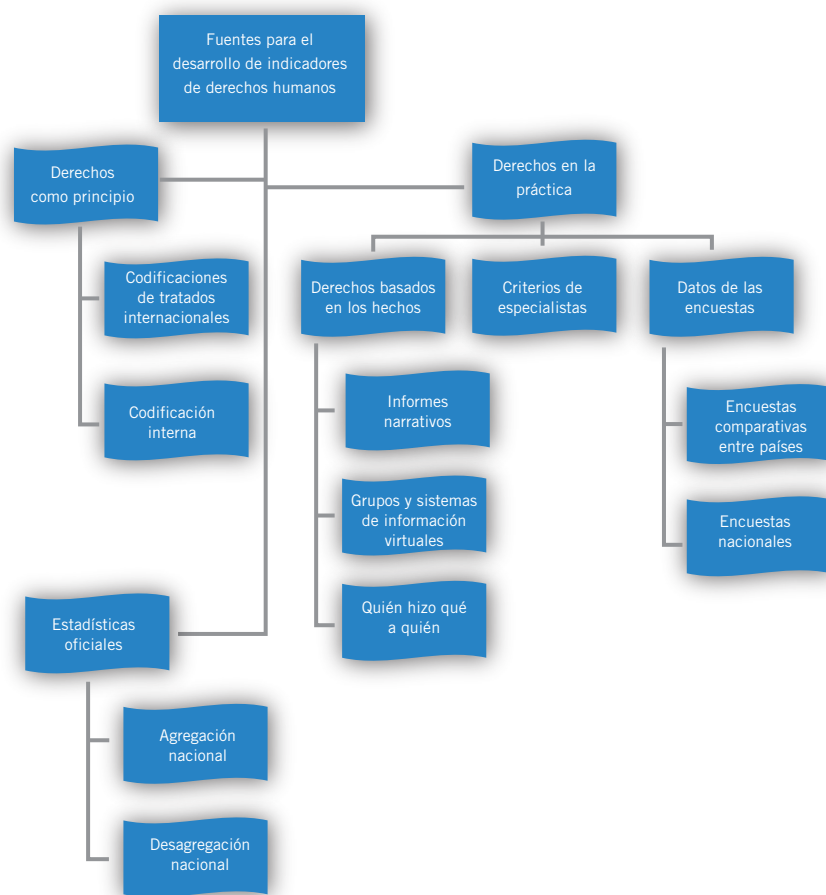 Fuentes para el
desarrollo de indicadores
de derechos humanos
Derechos
como principio
Codificaciones
de tratados
internacionales
Codificación
interna
Derechos en la
práctica
Derechos basados
en los hechos
Informes
narrativos
Grupos y sistemas
de información
virtuales
Quién hizo qué
a quién
Criterios de
especialistas
Datos de las
encuestas
Encuestas
comparativas
entre países
Encuestas
nacionales
Estadísticas
oficiales
Agregación
nacional
Desagregación
nacional